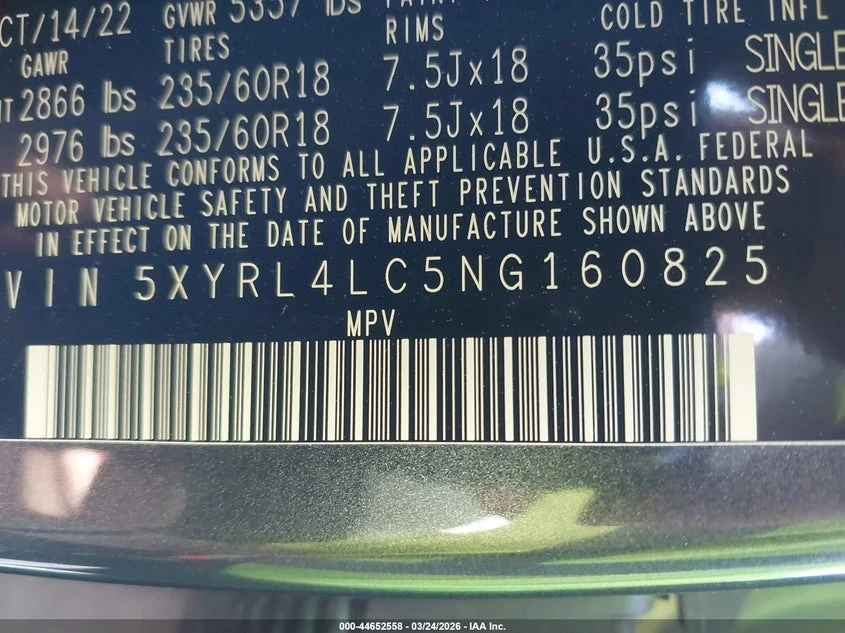 CT/14/22 GVWR 5357 lbs
GAWR TIRES RIMS COLD TIRE INFL
2866 lbs 235/60R18 7.5Jx18 35psi SINGLE
2976 lbs 235/60R18 7.5Jx18 35psi SINGLE
THIS VEHICLE CONFORMS TO ALL APPLICABLE U.S.A. FEDERAL
MOTOR VEHICLE SAFETY AND THEFT PREVENTION STANDARDS
IN EFFECT ON THE DATE OF MANUFACTURE SHOWN ABOVE
VIN 5XYRL4LC5NG160825
MPV
000-44652558 - 03/24/2026 - IAA Inc.